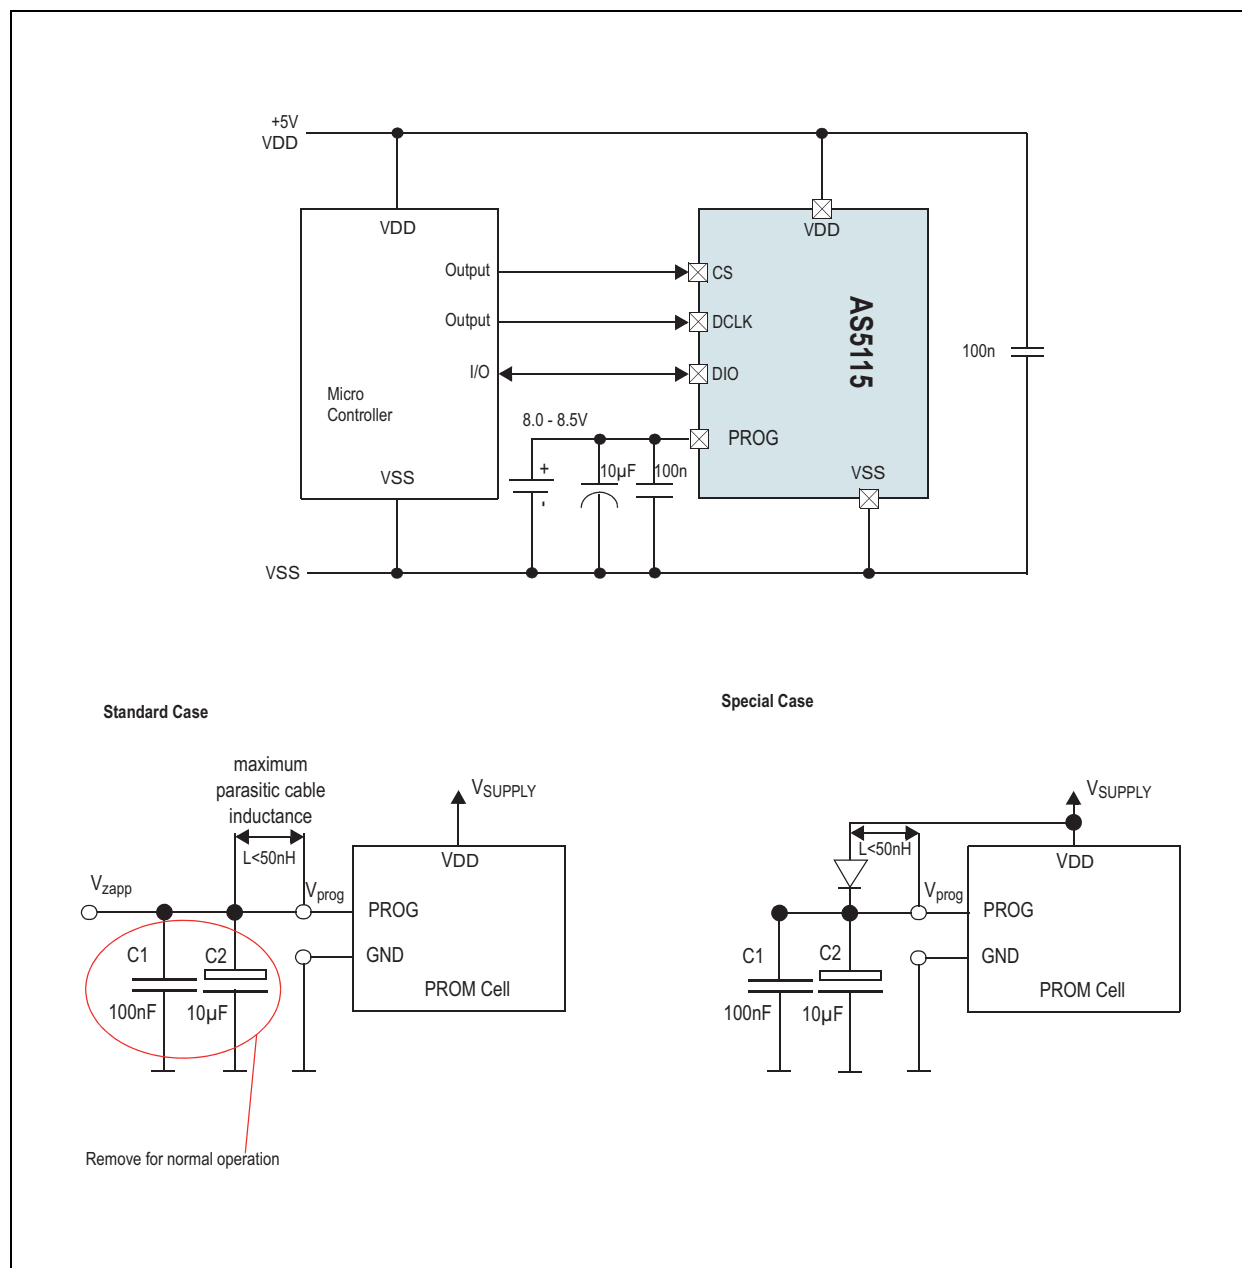 +5V
VDD
VDD
VDD
Output
CS
Output
DCLK
I/O
DIO
AS5115
100n
Micro
Controller
8.0 - 8.5V
PROG
VSS
+
10µF
100n
VSS
-
VSS
Standard Case
Special Case
maximum
parasitic cable
inductance
L<50nH
VSUPPLY
VDD
Vzapp
Vprog
PROG
C1
C2
GND
100nF
10µF
PROM Cell
Remove for normal operation
VSUPPLY
L<50nH
VDD
Vprog
PROG
C1
C2
GND
100nF
10µF
PROM Cell